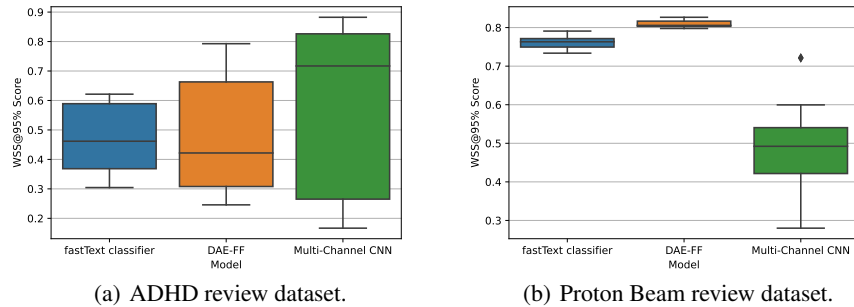 0.9
0.8
0.7
0.6
0.5
0.4
0.3
0.2
WSS@95% Score
fastText classifier DAE-FF Multi-Channel CNN
Model
(a) ADHD review dataset.
0.8
0.7
0.6
0.5
0.4
0.3
WSS@95% Score
fastText classifier DAE-FF Multi-Channel CNN
Model
(b) Proton Beam review dataset.